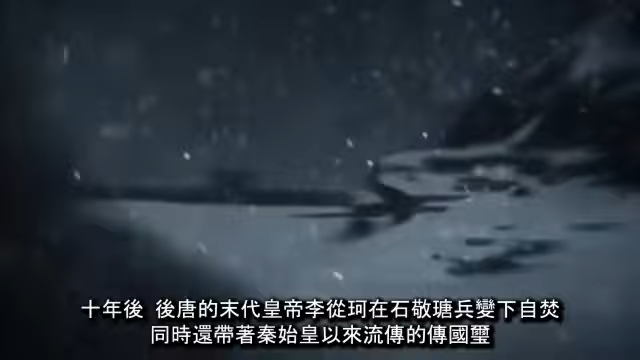 十年後 後唐的末代皇帝李從珂在石敬瑭兵變下自焚
同時還帶著秦始皇以來流傳的傳國璽